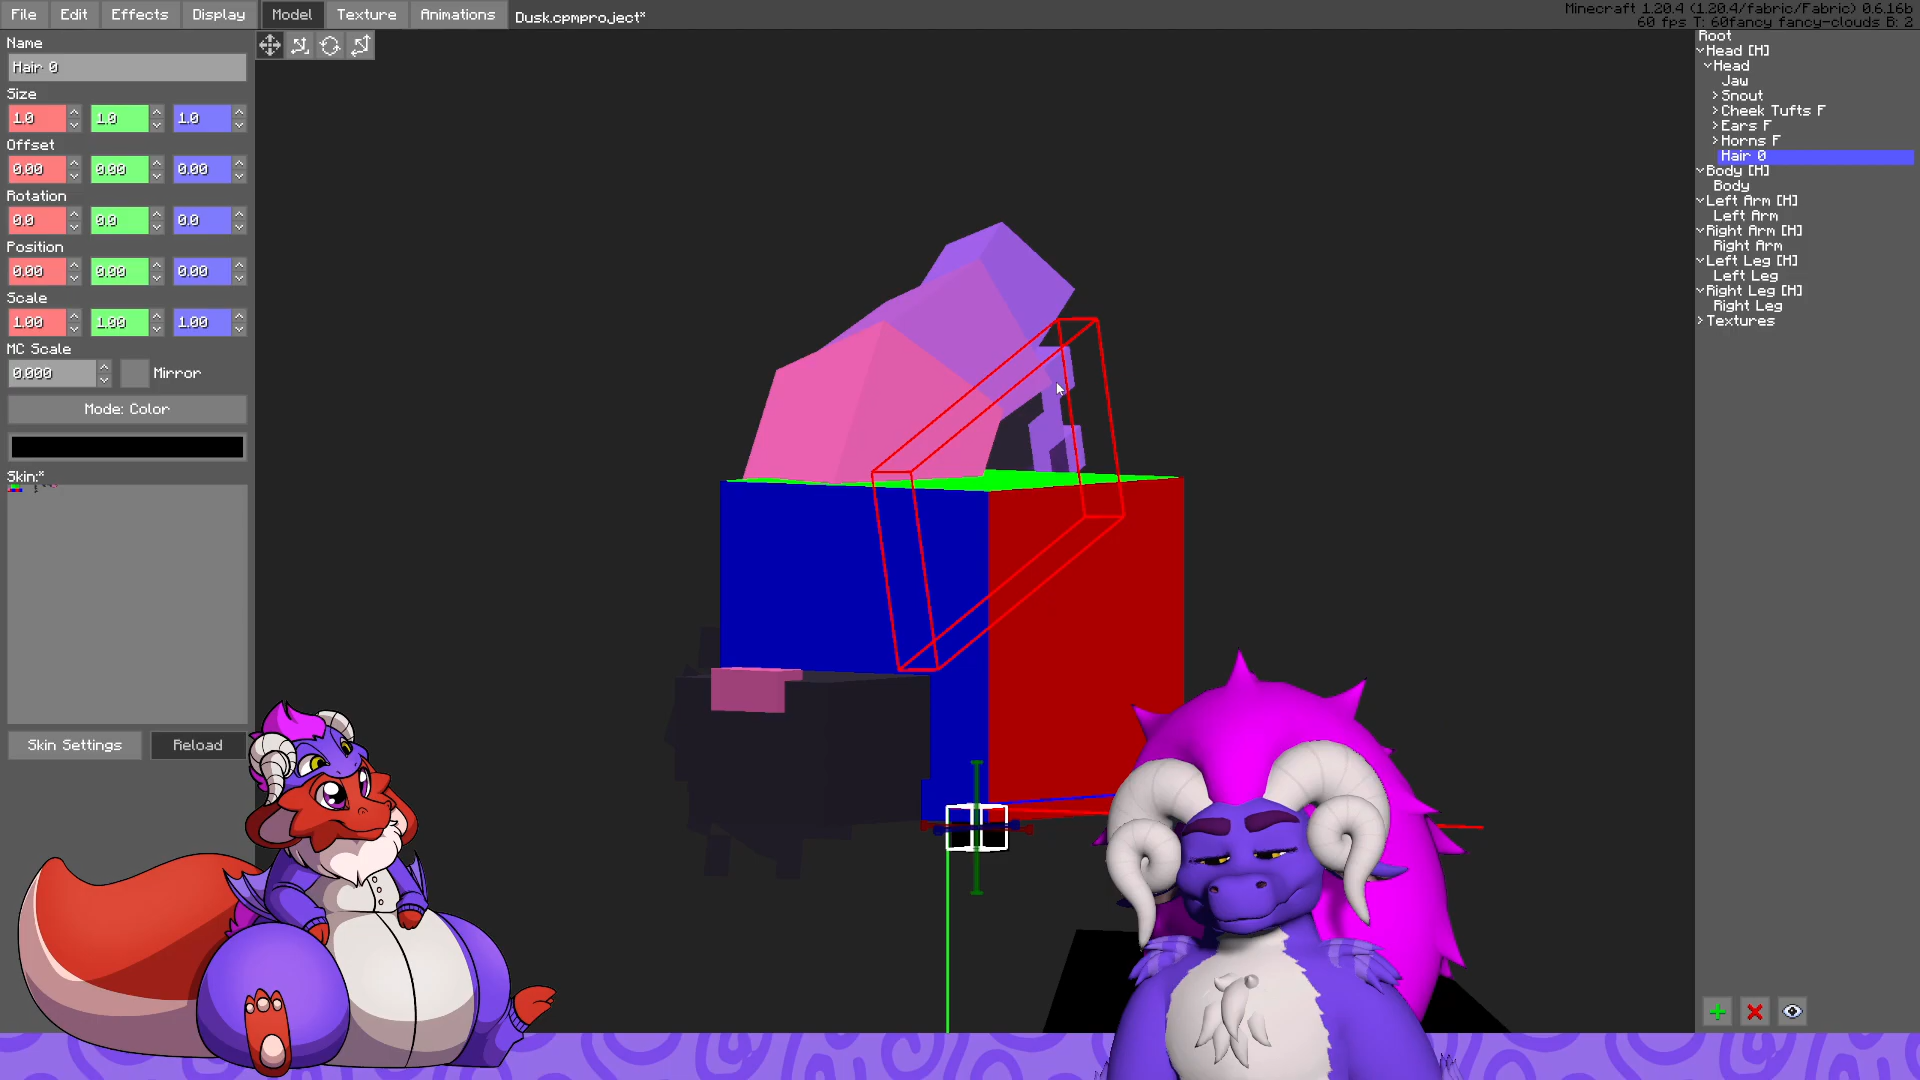 File Edit Effects Display Model Texture Animations Dusk.cpmproject*
Minecraft 1.20.4 (1.20.4/fabric/Fabric) 0.6.16b
60 fps T: 60fancy fancy-clouds B: 2
Name
Hair 0
Size
1.0 1.0 1.0
Offset
0.00 0.00 0.00
Rotation
0.0 0.0 0.0
Position
0.00 0.00 0.00
Scale
1.00 1.00 1.00
MC Scale
0.000 Mirror
Mode: Color
Skin:*
Skin Settings Reload
Root
Head [H]
Head
Jaw
Snout
Cheek Tufts F
Ears F
Horns F
Hair 0
Body [H]
Body
Left Arm [H]
Left Arm
Right Arm [H]
Right Arm
Left Leg [H]
Left Leg
Right Leg [H]
Right Leg
Textures